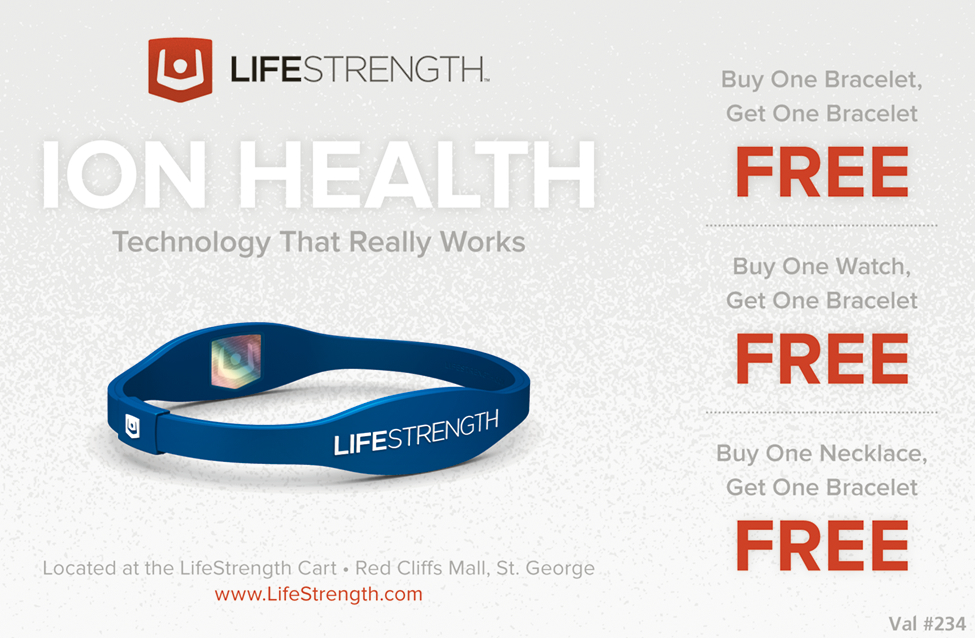 LIFESTRENGTH™
ION HEALTH
Technology That Really Works
LIFESTRENGTH
Located at the LifeStrength Cart • Red Cliffs Mall, St. George
www.LifeStrength.com
Buy One Bracelet,
Get One Bracelet
FREE
Buy One Watch,
Get One Bracelet
FREE
Buy One Necklace,
Get One Bracelet
FREE
Val #234